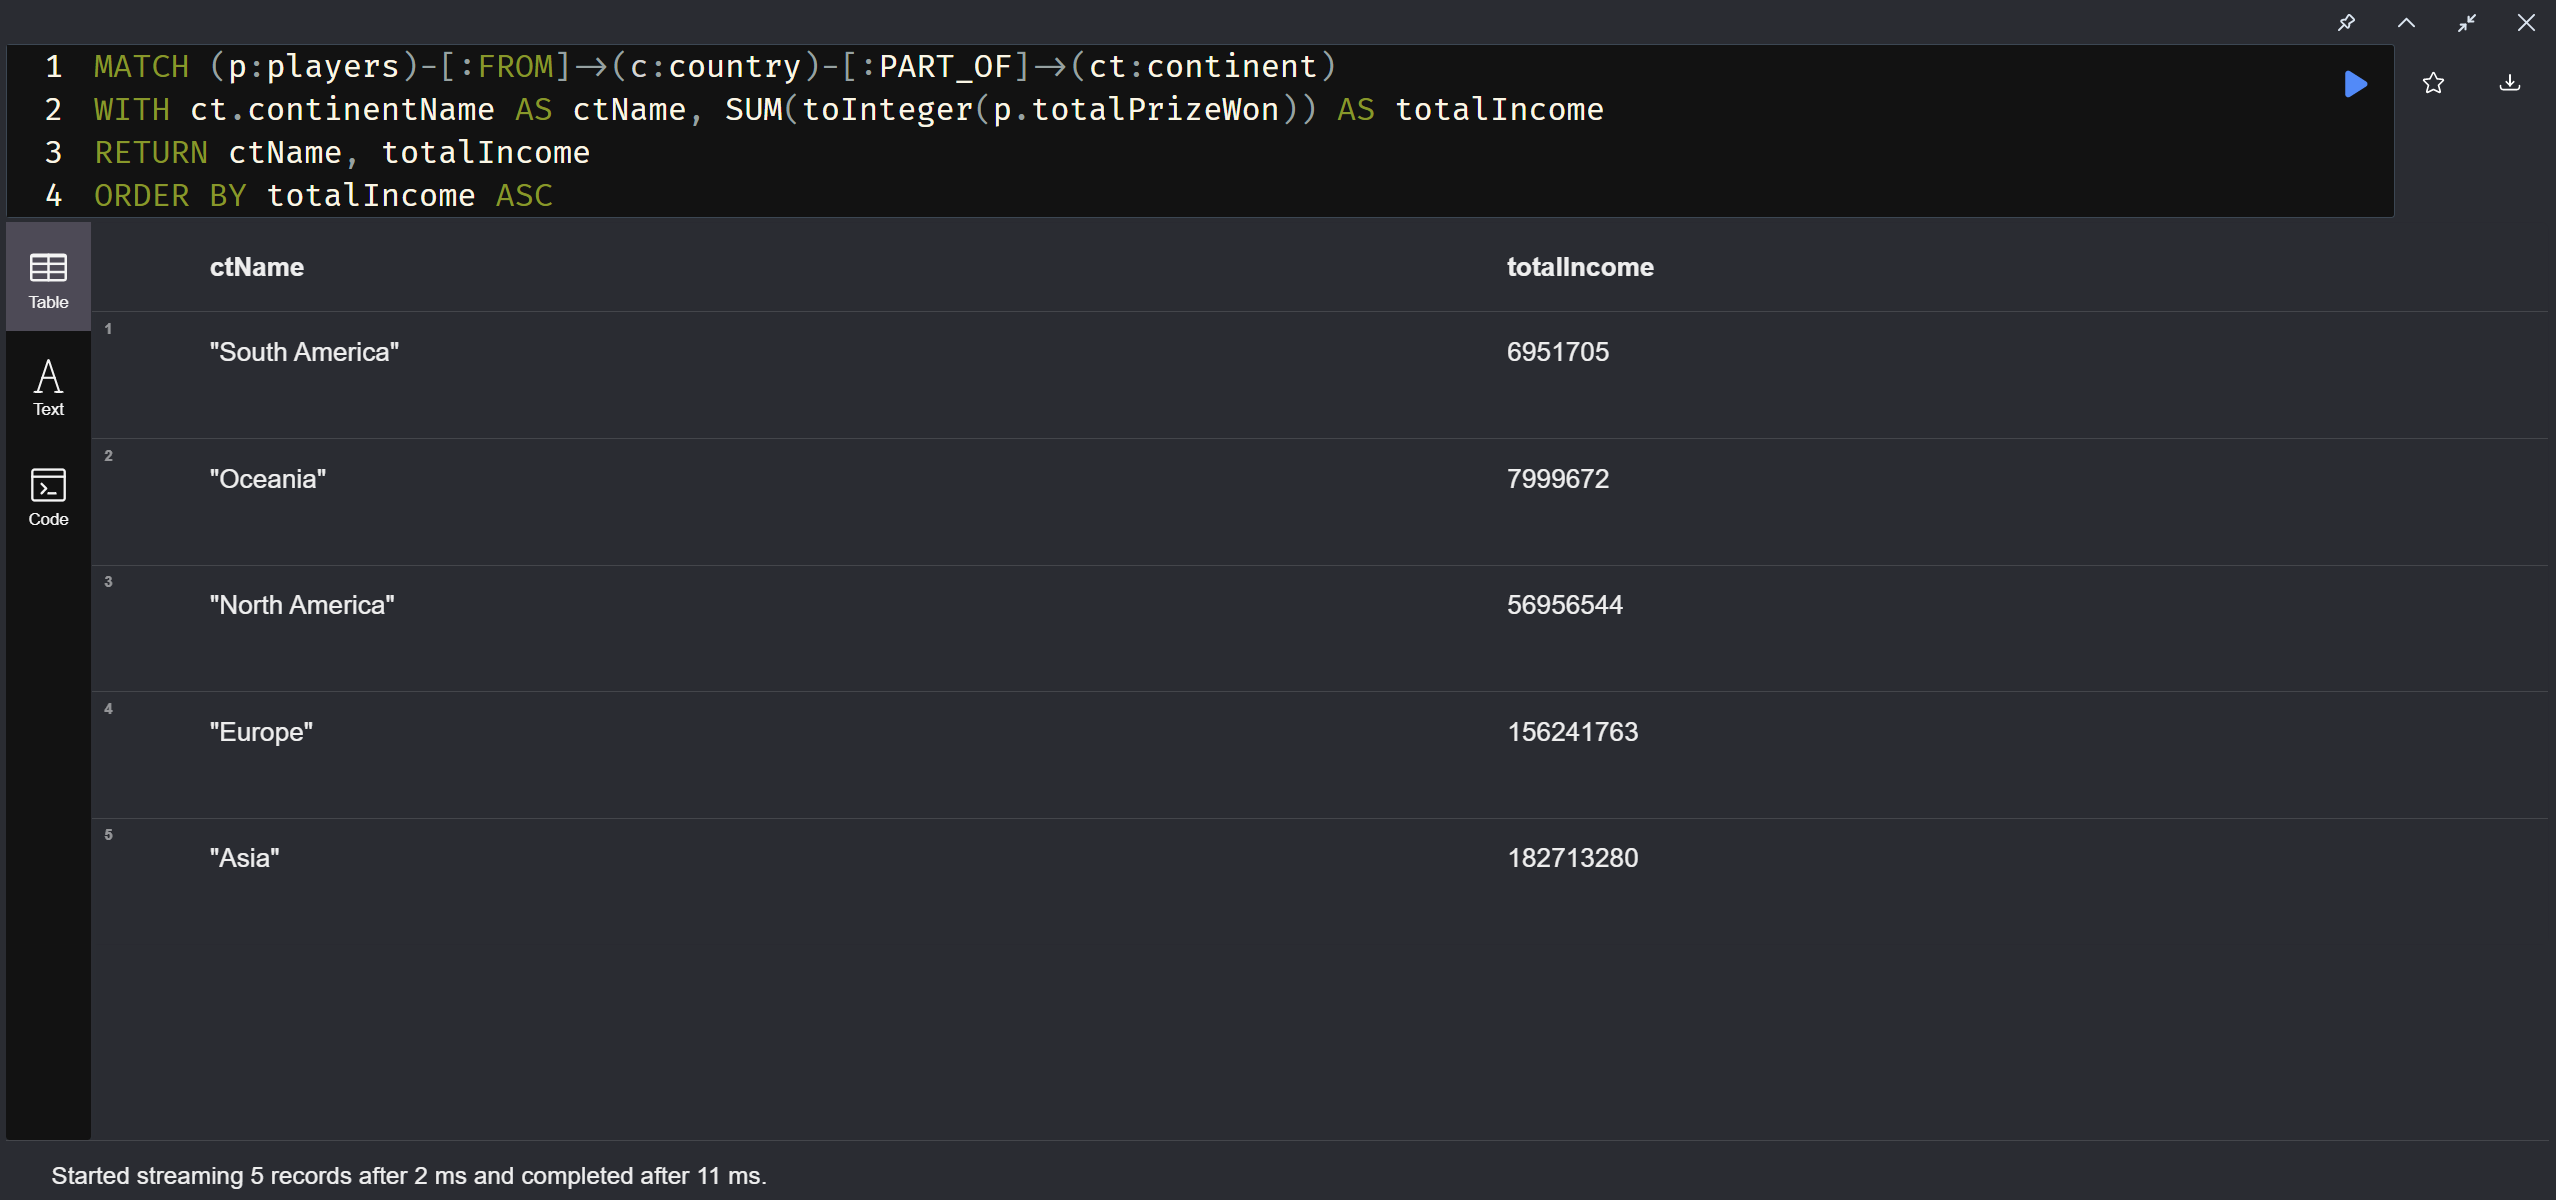 1 MATCH (p:players)-[:FROM]->(c:country)-[:PART_OF]->(ct:continent)
2 WITH ct.continentName AS ctName, SUM(toInteger(p.totalPrizeWon)) AS totalIncome
3 RETURN ctName, totalIncome
4 ORDER BY totalIncome ASC
Table
Text
Code
ctName totalIncome
1 "South America" 6951705
2 "Oceania" 7999672
3 "North America" 56956544
4 "Europe" 156241763
5 "Asia" 182713280
Started streaming 5 records after 2 ms and completed after 11 ms.